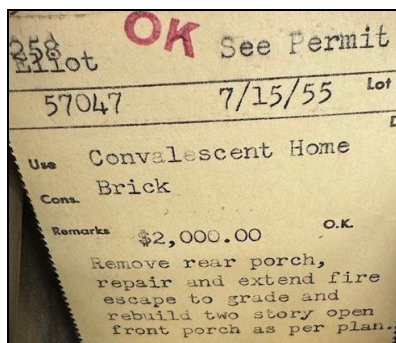 OK See Permit
258
Elliot
57047 7/15/55 Lot
Use Convalescent Home
Cons. Brick
Remarks $2,000.00 O.K.
Remove rear porch,
repair and extend fire
escape to grade and
rebuild two story open
front porch as per plan.